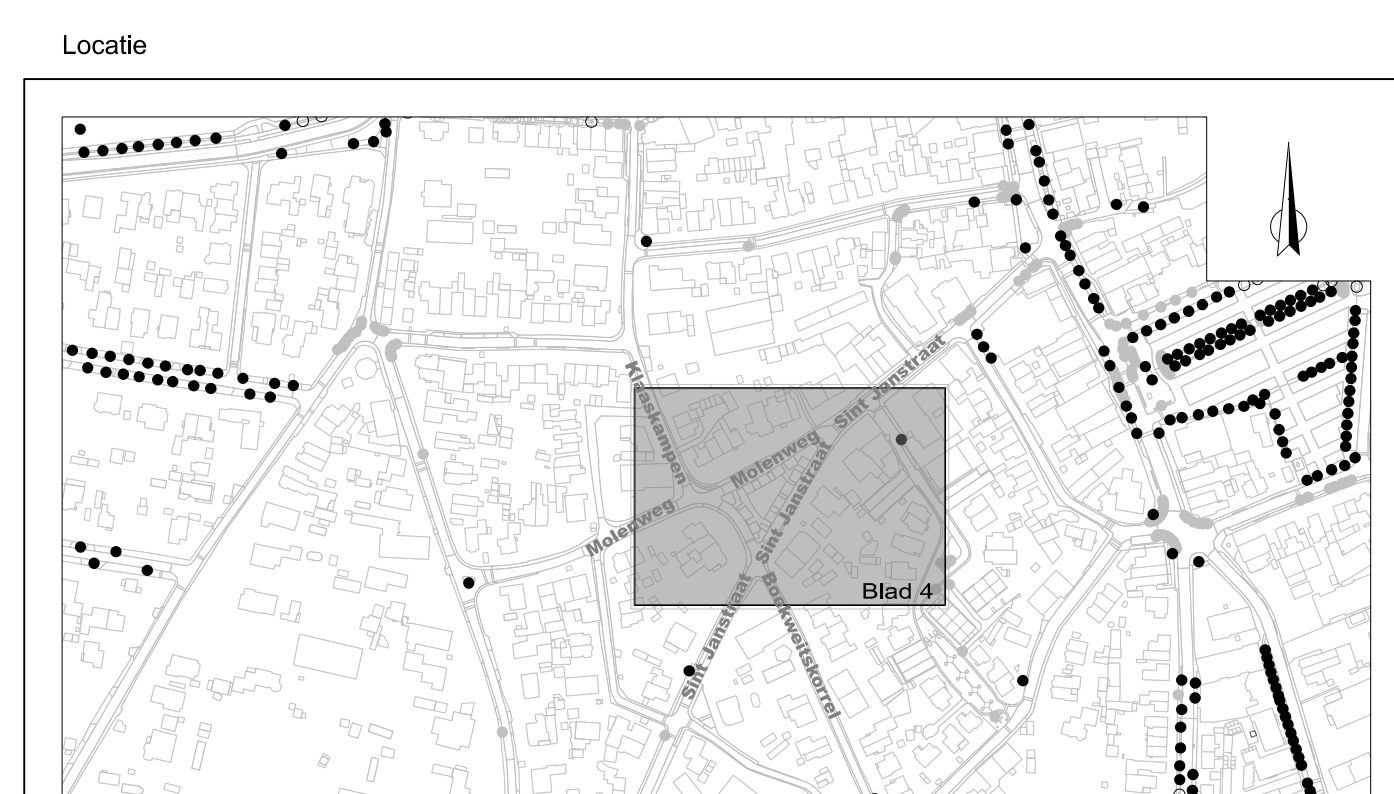 Locatie
Klaaskampen
Sint Janstraat
Molenweg
Sint Janstraat
Molenweg
Blad 4
Sint Janstraat
Boekweitskorrel